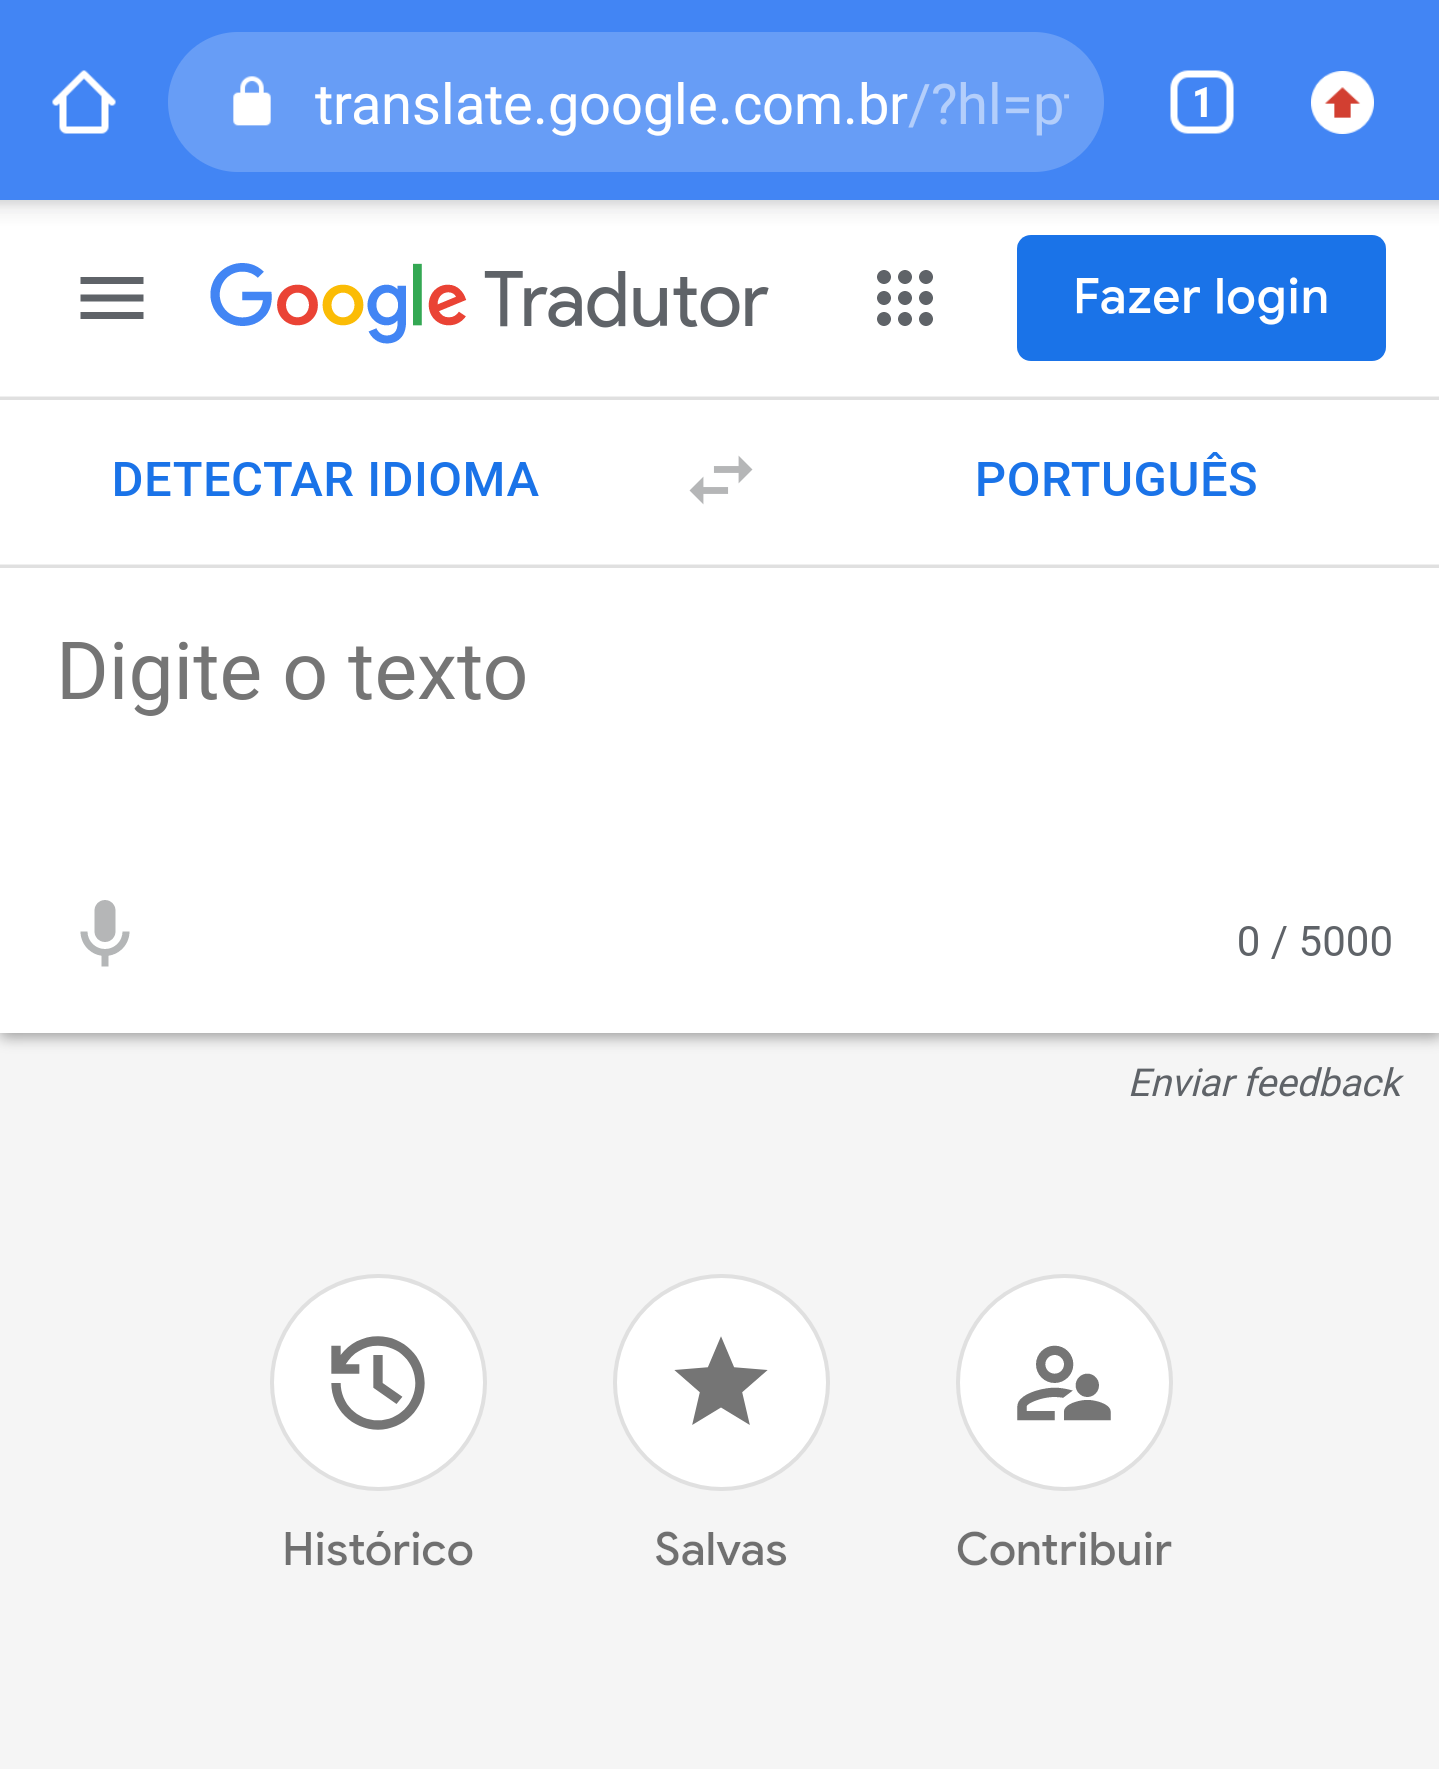 translate.google.com.br/?hl=p
1
Google Tradutor
Fazer login
DETECTAR IDIOMA
PORTUGUÊS
Digite o texto
0 / 5000
Enviar feedback
Histórico
Salvas
Contribuir